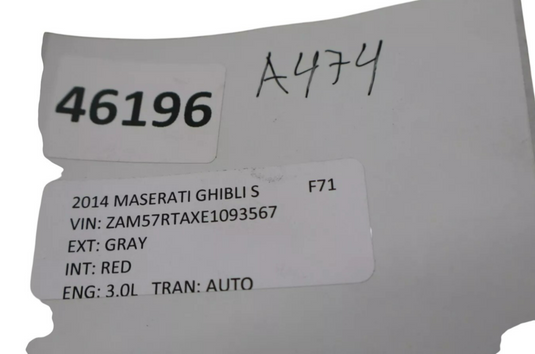 A474
46196
2014 MASERATI GHIBLI S F71
VIN: ZAM57RTAXE1093567
EXT: GRAY
INT: RED
ENG: 3.0L TRAN: AUTO